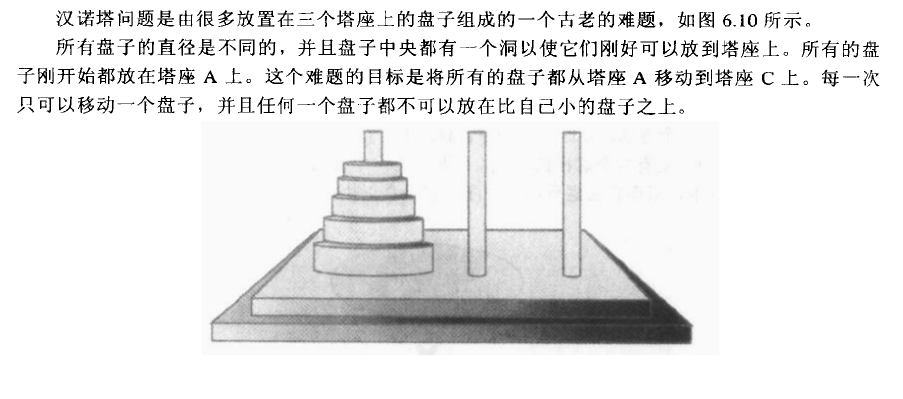 汉诺塔问题是由很多放置在三个塔座上的盘子组成的一个古老的难题，如图 6.10 所示。
所有盘子的直径是不同的，并且盘子中央都有一个洞以使它们刚好可以放到塔座上。所有的盘
子刚开始都放在塔座 A 上。这个难题的目标是将所有的盘子都从塔座 A 移动到塔座 C 上。每一次
只可以移动一个盘子，并且任何一个盘子都不可以放在比自己小的盘子之上。